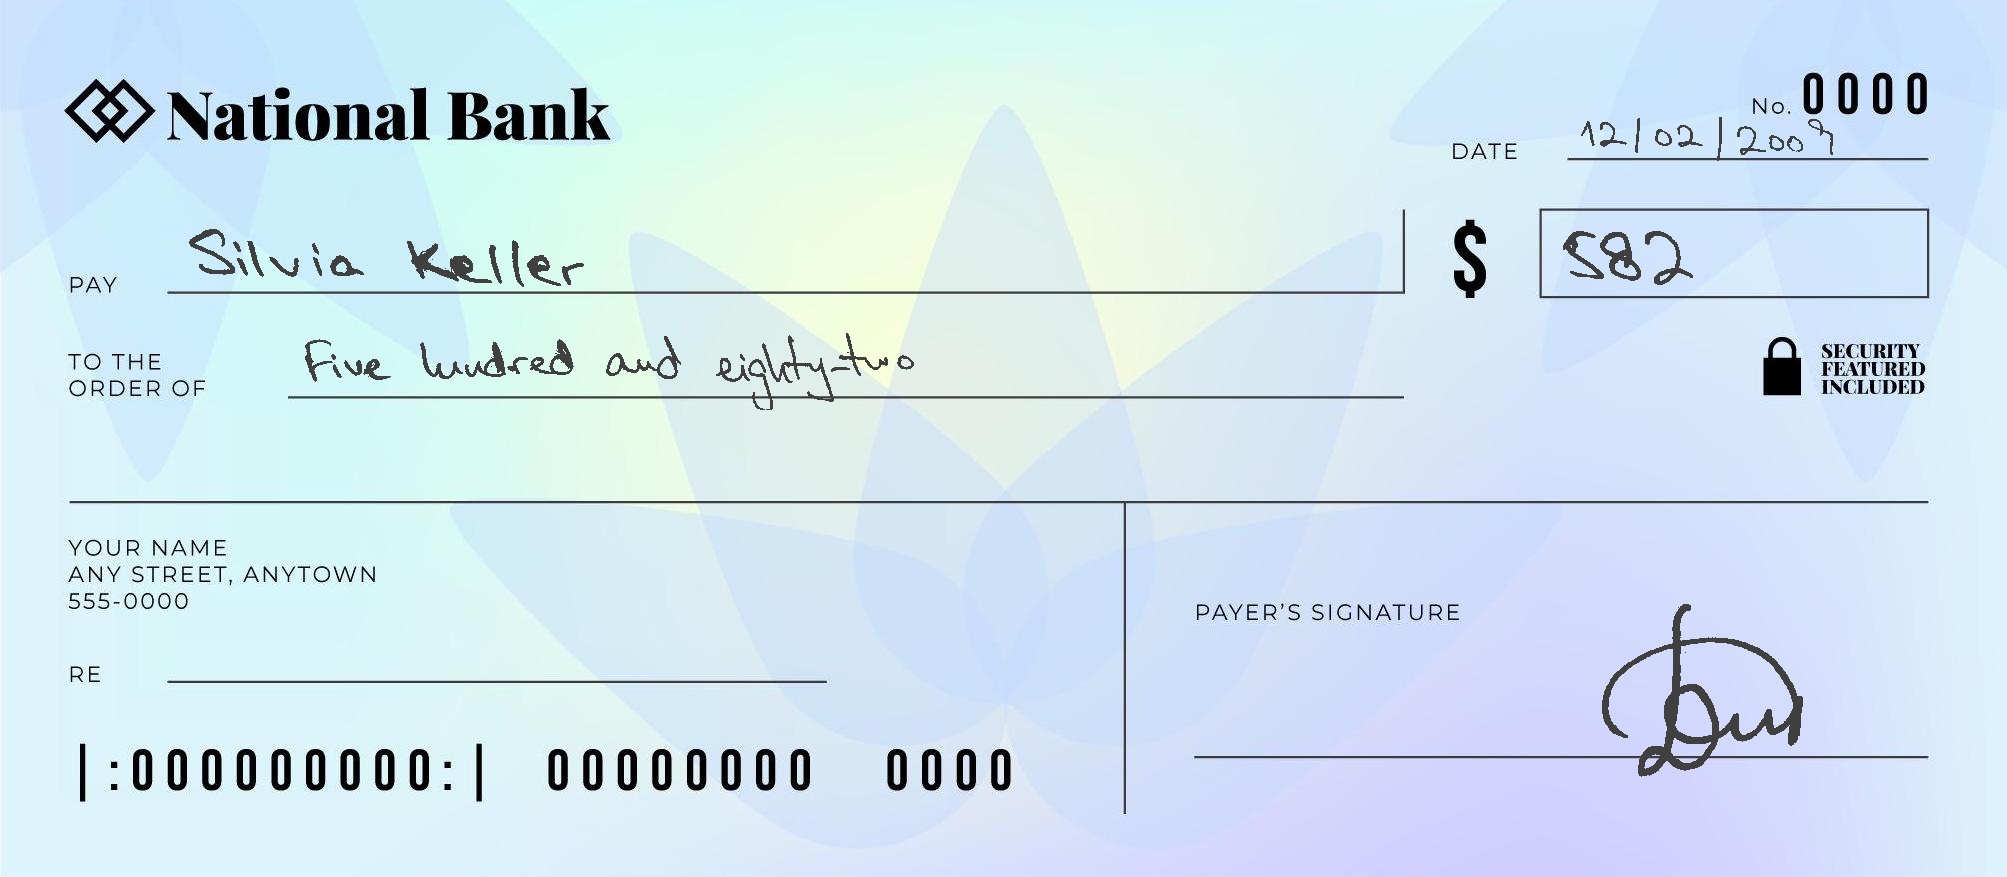 National Bank
No. 0000
DATE 12/02/2009
PAY Silvia Keller
$ 582
TO THE
ORDER OF Five hundred and eighty-two
SECURITY
FEATURED
INCLUDED
YOUR NAME
ANY STREET, ANYTOWN
555-0000
RE
PAYER'S SIGNATURE
|:000000000:| 00000000 0000